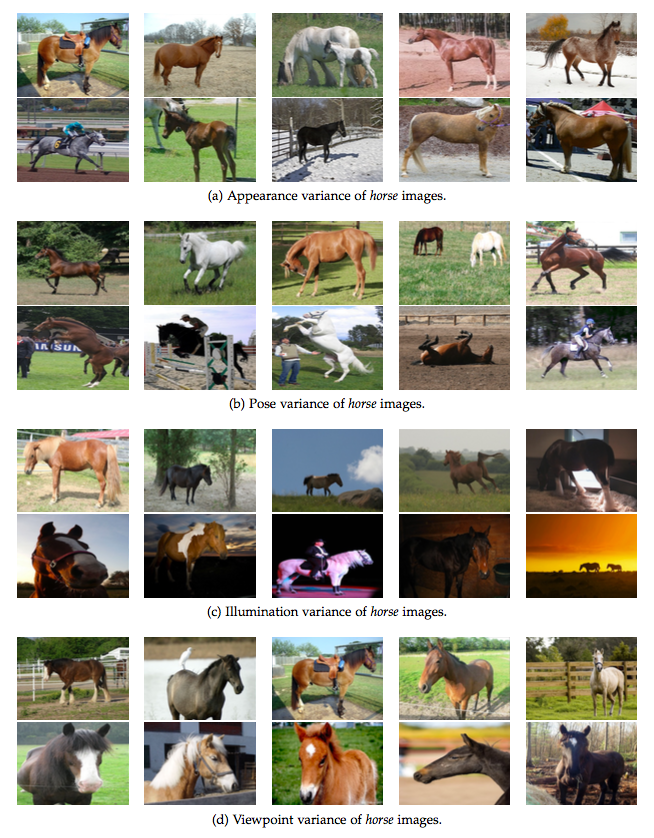 (a) Appearance variance of horse images.
SAMSUN
(b) Pose variance of horse images.
(c) Illumination variance of horse images.
(d) Viewpoint variance of horse images.